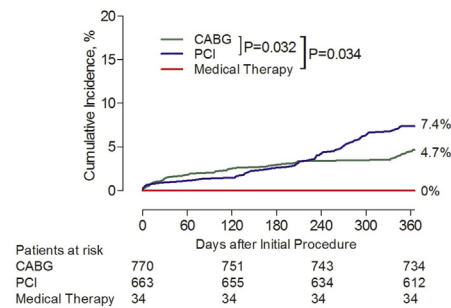 20
15
10
5
0
Cumulative Incidence, %
CABG
PCI
Medical Therapy
P=0.032
P=0.034
7.4%
4.7%
0%
0 60 120 180 240 300 360
Days after Initial Procedure
Patients at risk
CABG 770 751 743 734
PCI 663 655 634 612
Medical Therapy 34 34 34 34